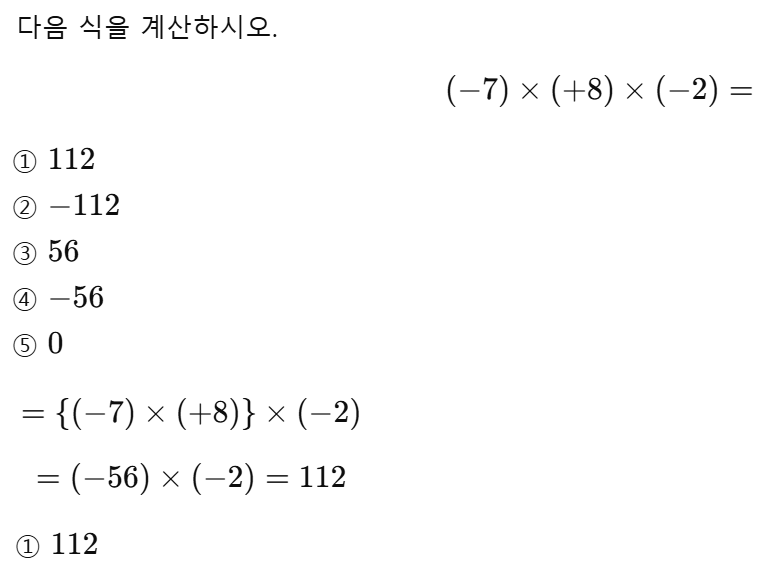 다음 식을 계산하시오.
(−7) × (+8) × (−2) =
① 112
② −112
③ 56
④ −56
⑤ 0
= {(−7) × (+8)} × (−2)
= (−56) × (−2) = 112
① 112